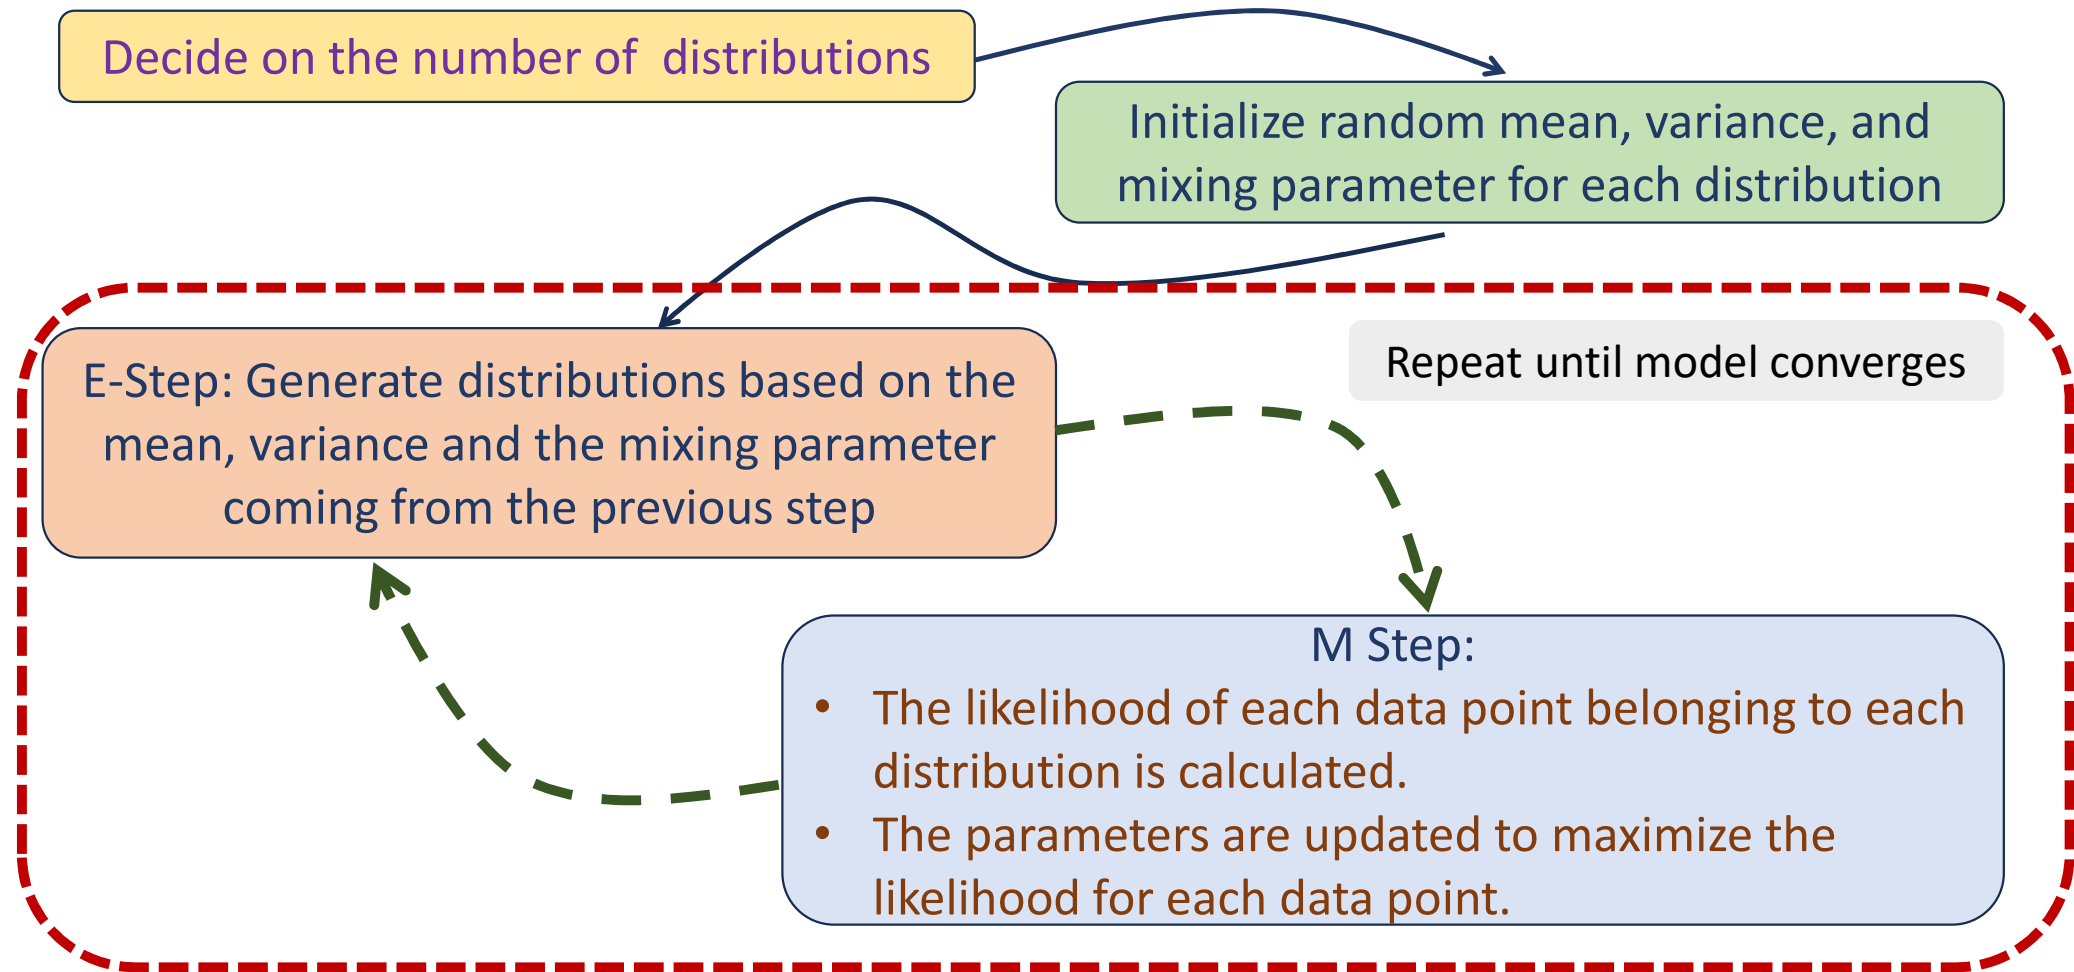 Decide on the number of  distributions
Initialize random mean, variance, and
mixing parameter for each distribution
E-Step: Generate distributions based on the
mean, variance and the mixing parameter
coming from the previous step
Repeat until model converges
M Step:
• The likelihood of each data point belonging to each
distribution is calculated.
• The parameters are updated to maximize the
likelihood for each data point.